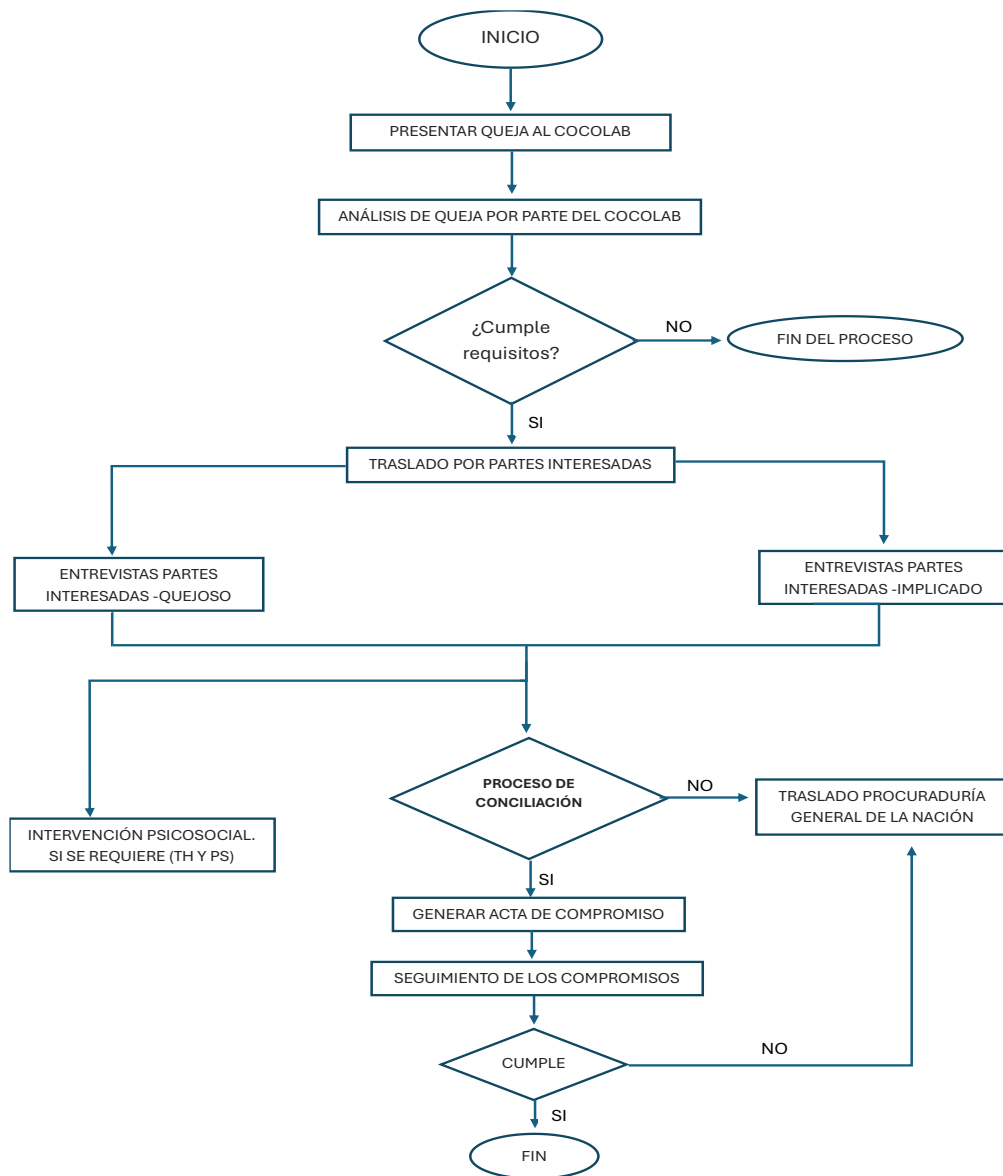 INICIO
PRESENTAR QUEJA AL COCOLAB
ANÁLISIS DE QUEJA POR PARTE DEL COCOLAB
¿Cumple
requisitos?
NO
FIN DEL PROCESO
SI
TRASLADO POR PARTES INTERESADAS
ENTREVISTAS PARTES
INTERESADAS -QUEJOSO
ENTREVISTAS PARTES
INTERESADAS -IMPLICADO
PROCESO DE
CONCILIACIÓN
NO
TRASLADO PROCURADURÍA
GENERAL DE LA NACIÓN
INTERVENCIÓN PSICOSOCIAL.
SI SE REQUIERE (TH Y PS)
SI
GENERAR ACTA DE COMPROMISO
SEGUIMIENTO DE LOS COMPROMISOS
CUMPLE
NO
SI
FIN